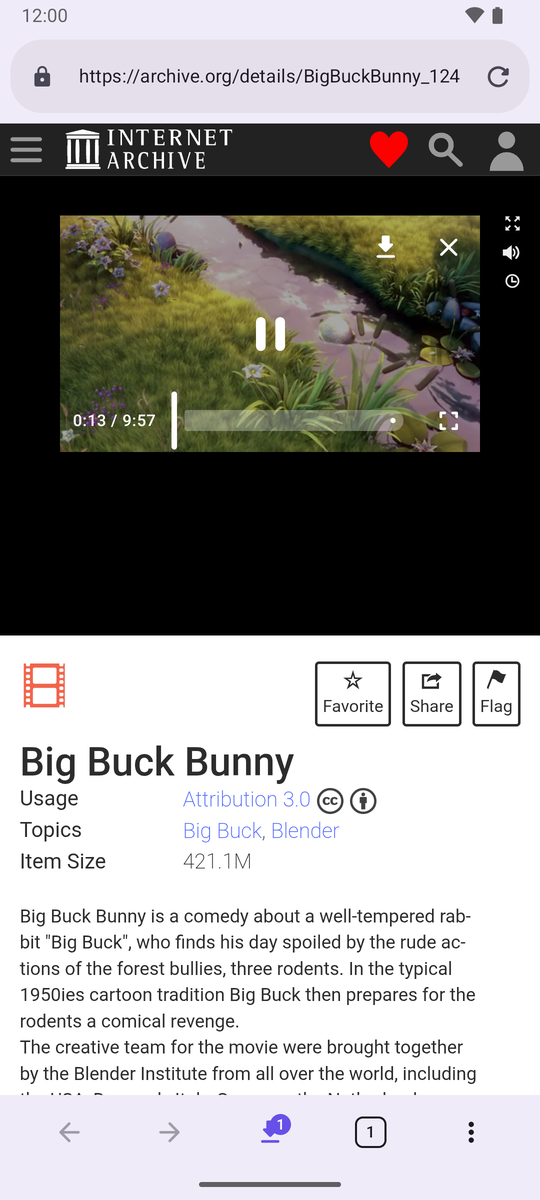 12:00
https://archive.org/details/BigBuckBunny_124
INTERNET
ARCHIVE
0:13 / 9:57
Favorite
Share
Flag
Big Buck Bunny
Usage Attribution 3.0 cc
Topics Big Buck, Blender
Item Size 421.1M
Big Buck Bunny is a comedy about a well-tempered rab-
bit "Big Buck", who finds his day spoiled by the rude ac-
tions of the forest bullies, three rodents. In the typical
1950ies cartoon tradition Big Buck then prepares for the
rodents a comical revenge.
The creative team for the movie were brought together
by the Blender Institute from all over the world, including
1
1